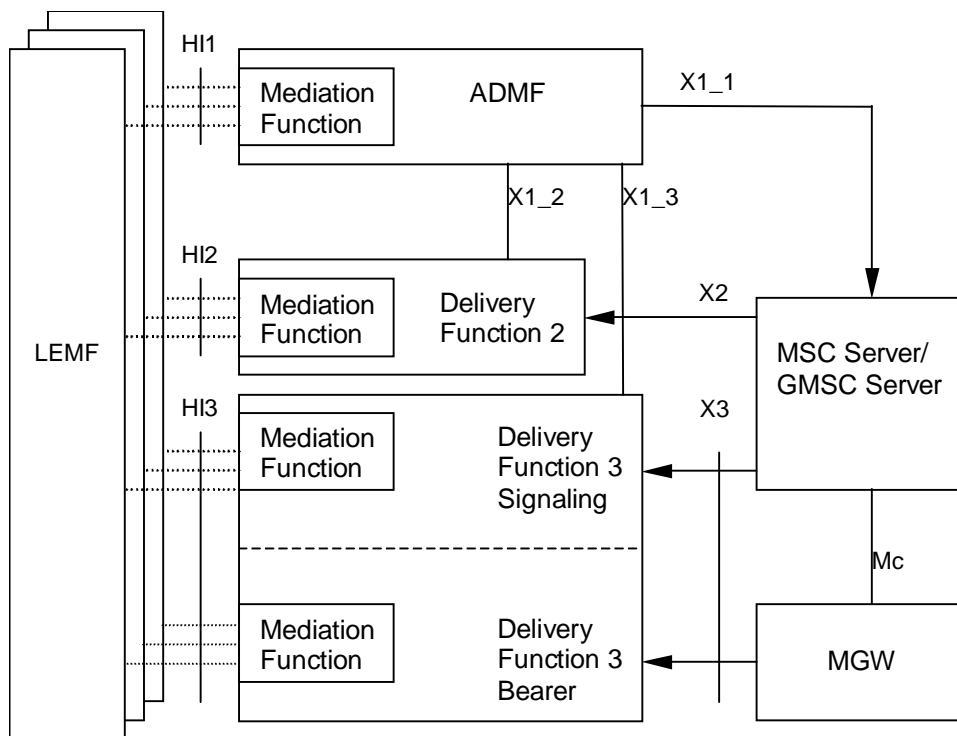 HI1
Mediation
Function
ADMF
X1_1
X1_2
X1_3
HI2
Mediation
Function
Delivery
Function 2
X2
LEMF
MSC Server/
GMSC Server
HI3
Mediation
Function
Delivery
Function 3
Signaling
X3
Mc
Mediation
Function
Delivery
Function 3
Bearer
MGW